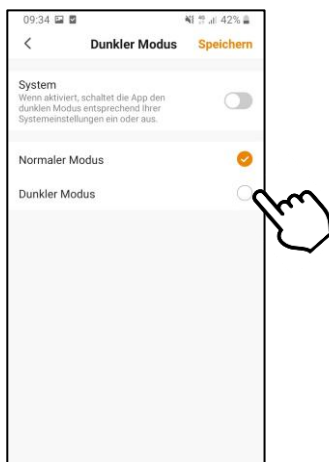 09:34 42%
Dunkler Modus Speichern
System
Wenn aktiviert, schaltet die App den
dunklen Modus entsprechend Ihrer
Systemeinstellungen ein oder aus.
Normaler Modus
Dunkler Modus